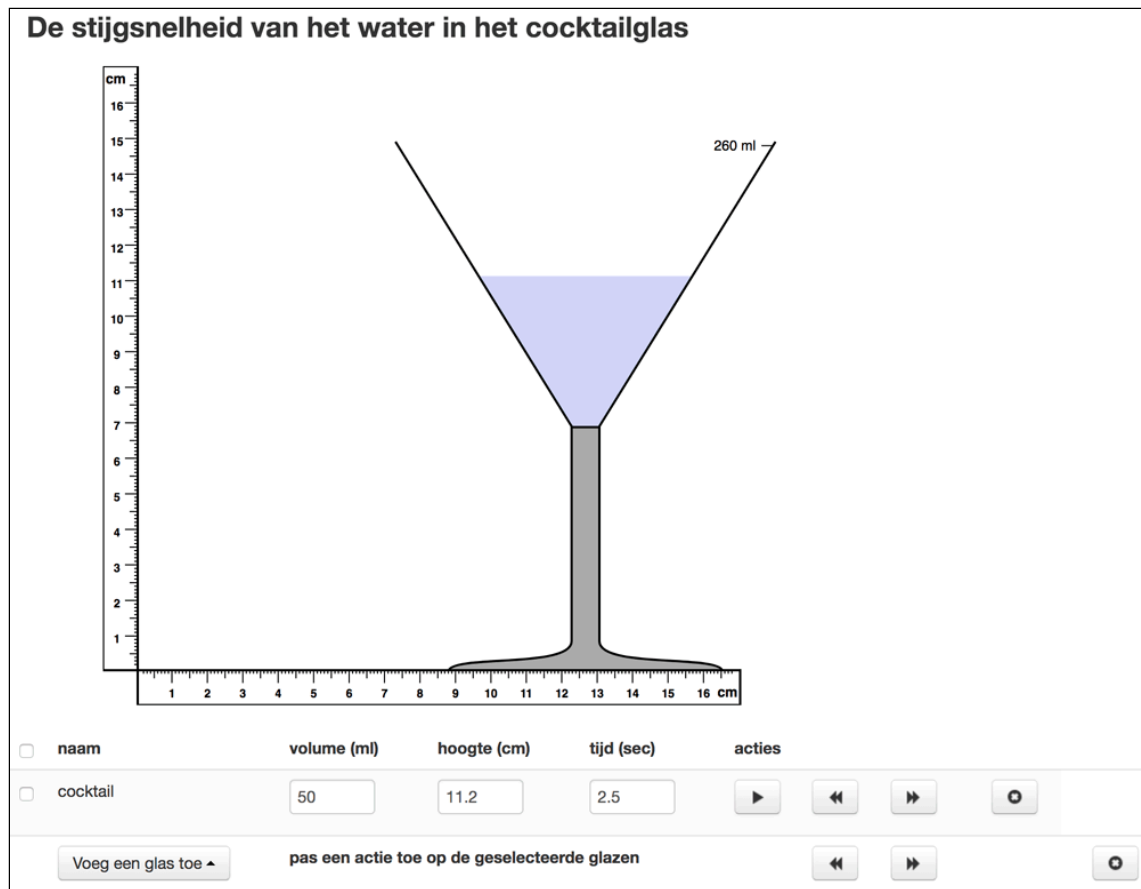 De stijgsnelheid van het water in het cocktailglas
cm
16
15
260 ml
14
13
12
11
10
9
8
7
6
5
4
3
2
1
1 2 3 4 5 6 7 8 9 10 11 12 13 14 15 16 cm
naam volume (ml) hoogte (cm) tijd (sec) acties
cocktail 50 11.2 2.5
Voeg een glas toe pas een actie toe op de geselecteerde glazen